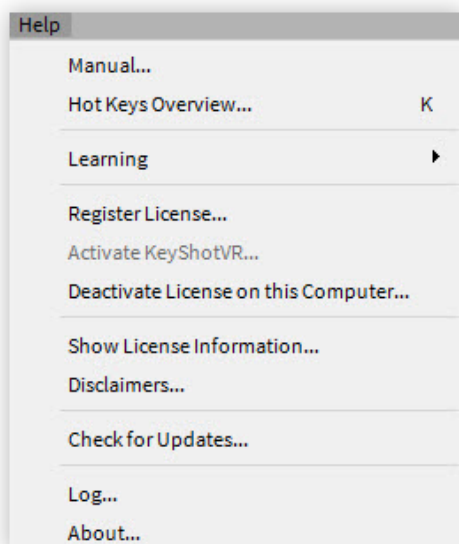 Help
Manual...
Hot Keys Overview... K
Learning
Register License...
Activate KeyShotVR...
Deactivate License on this Computer...
Show License Information...
Disclaimers...
Check for Updates...
Log...
About...